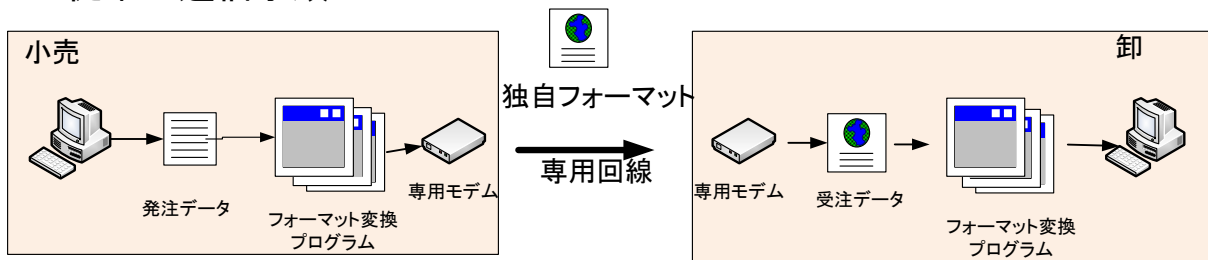 小売
発注データ
フォーマット変換
プログラム
専用モデム
独自フォーマット
専用回線
卸
専用モデム
受注データ
フォーマット変換
プログラム